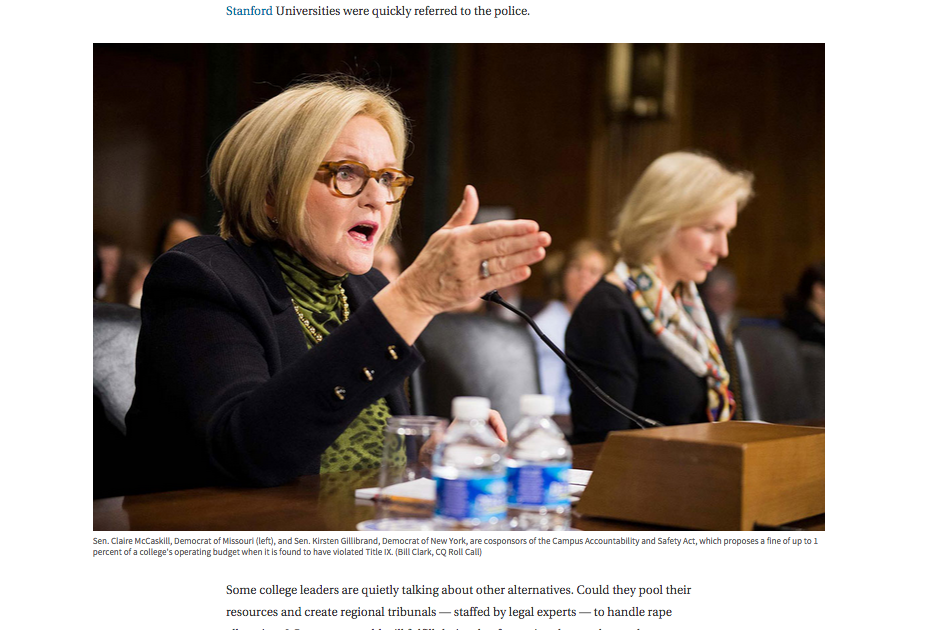 Stanford Universities were quickly referred to the police.
Sen. Claire McCaskill, Democrat of Missouri (left), and Sen. Kirsten Gillibrand, Democrat of New York, are cosponsors of the Campus Accountability and Safety Act, which proposes a fine of up to 1
percent of a college's operating budget when it is found to have violated Title IX. (Bill Clark, CQ Roll Call)
Some college leaders are quietly talking about other alternatives. Could they pool their
resources and create regional tribunals — staffed by legal experts — to handle rape